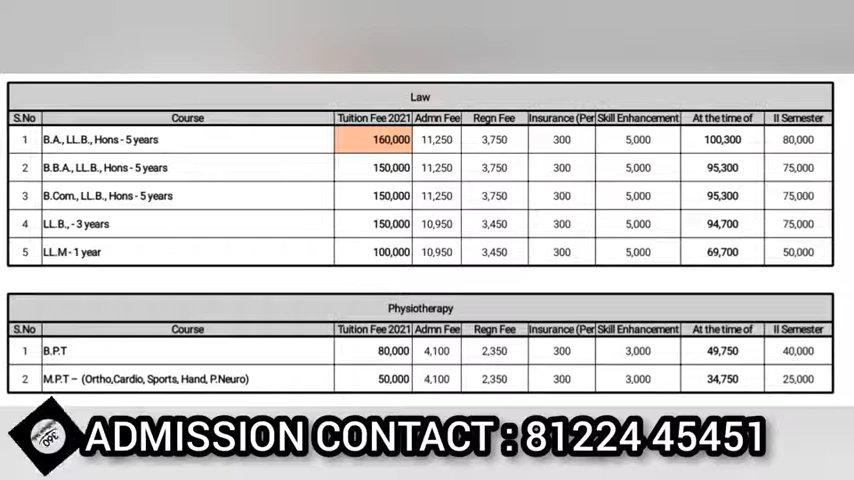 Law
S.No Course Tuition Fee 2021 Admn Fee Regn Fee Insurance (Per Skill Enhancement At the time of II Semester
1 B.A., LL.B., Hons - 5 years 160,000 11,250 3,750 300 5,000 100,300 80,000
2 B.B.A., LL.B., Hons - 5 years 150,000 11,250 3,750 300 5,000 95,300 75,000
3 B.Com., LL.B., Hons - 5 years 150,000 11,250 3,750 300 5,000 95,300 75,000
4 LL.B., - 3 years 150,000 10,950 3,450 300 5,000 94,700 75,000
5 LL.M - 1 year 100,000 10,950 3,450 300 5,000 69,700 50,000
Physiotherapy
S.No Course Tuition Fee 2021 Admn Fee Regn Fee Insurance (Per Skill Enhancement At the time of II Semester
1 B.P.T 80,000 4,100 2,350 300 3,000 49,750 40,000
2 M.P.T – (Ortho,Cardio, Sports, Hand, P.Neuro) 50,000 4,100 2,350 300 3,000 34,750 25,000
360
ADMISSION CONTACT : 81224 45451